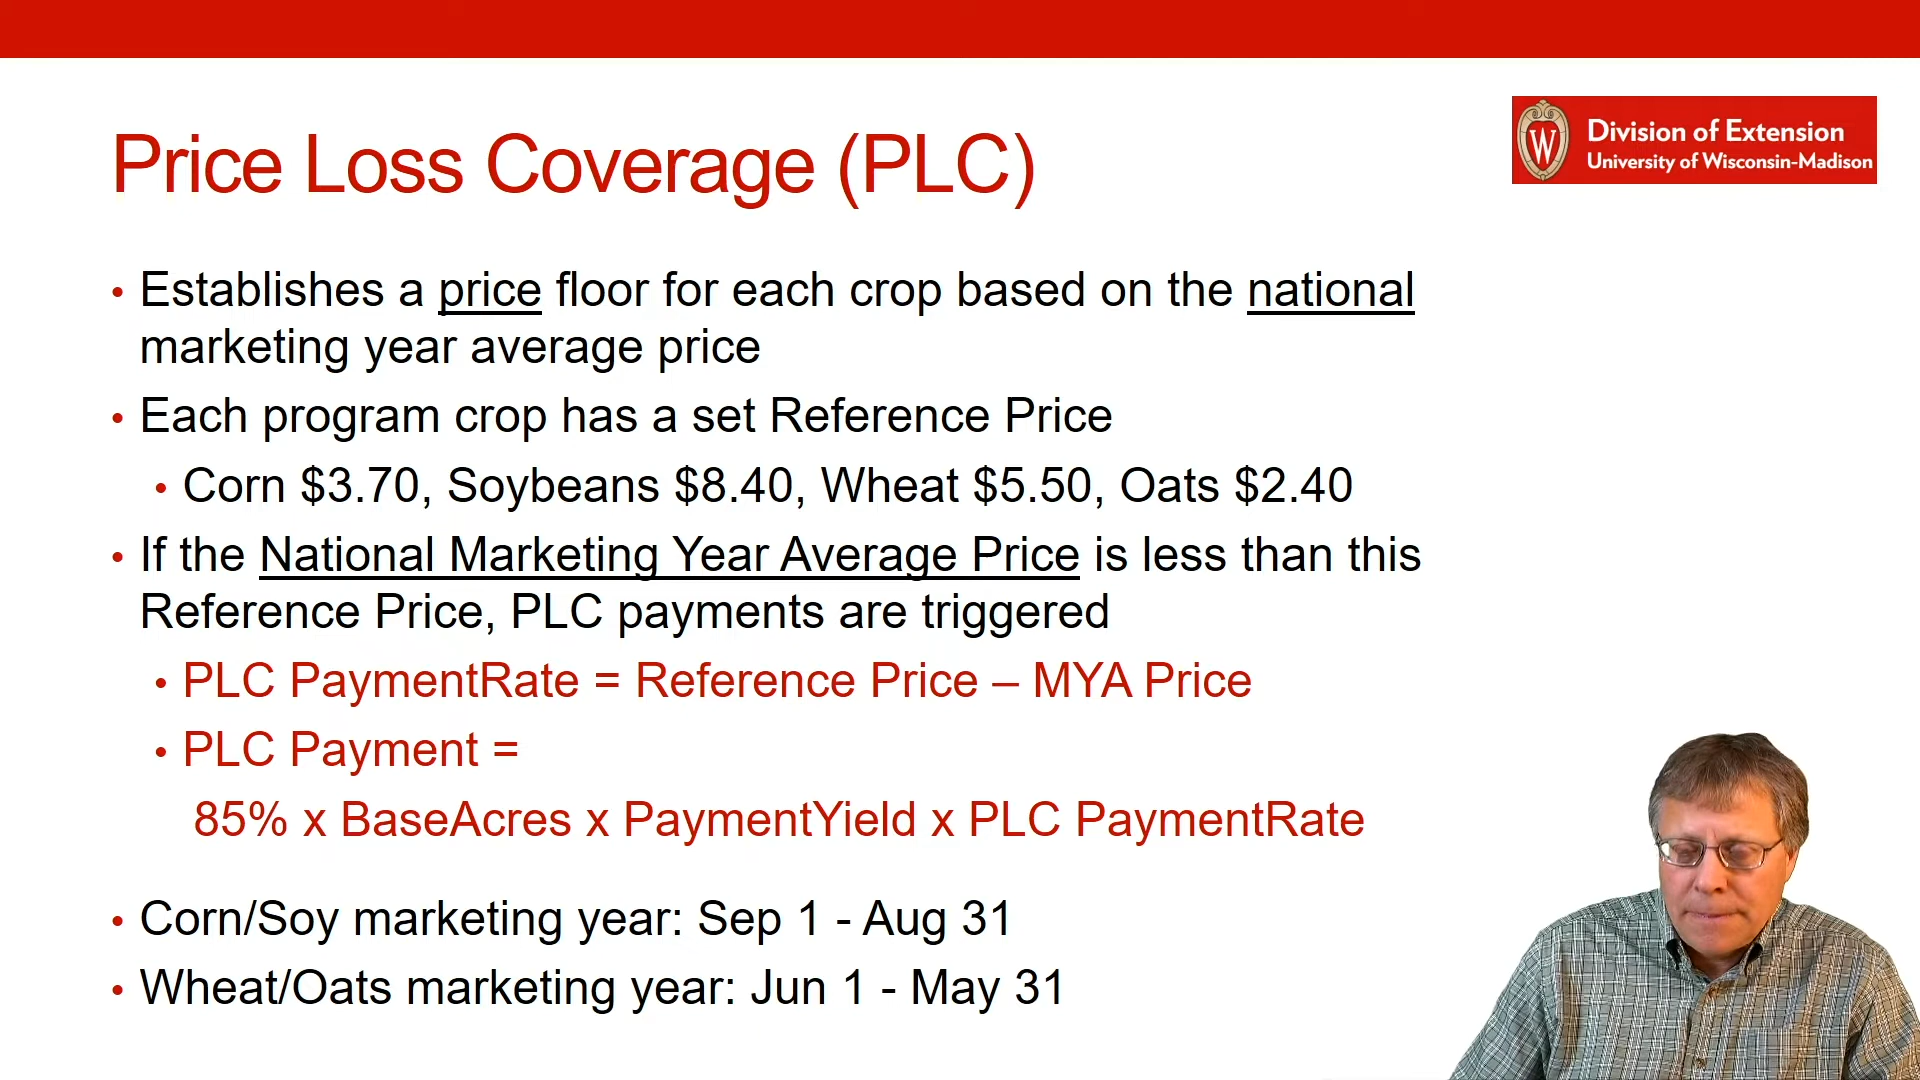 Price Loss Coverage (PLC)
W
Division of Extension
University of Wisconsin-Madison
• Establishes a price floor for each crop based on the national
marketing year average price
• Each program crop has a set Reference Price
• Corn $3.70, Soybeans $8.40, Wheat $5.50, Oats $2.40
• If the National Marketing Year Average Price is less than this
Reference Price, PLC payments are triggered
• PLC PaymentRate = Reference Price – MYA Price
• PLC Payment =
85% x BaseAcres x PaymentYield x PLC PaymentRate
• Corn/Soy marketing year: Sep 1 - Aug 31
• Wheat/Oats marketing year: Jun 1 - May 31